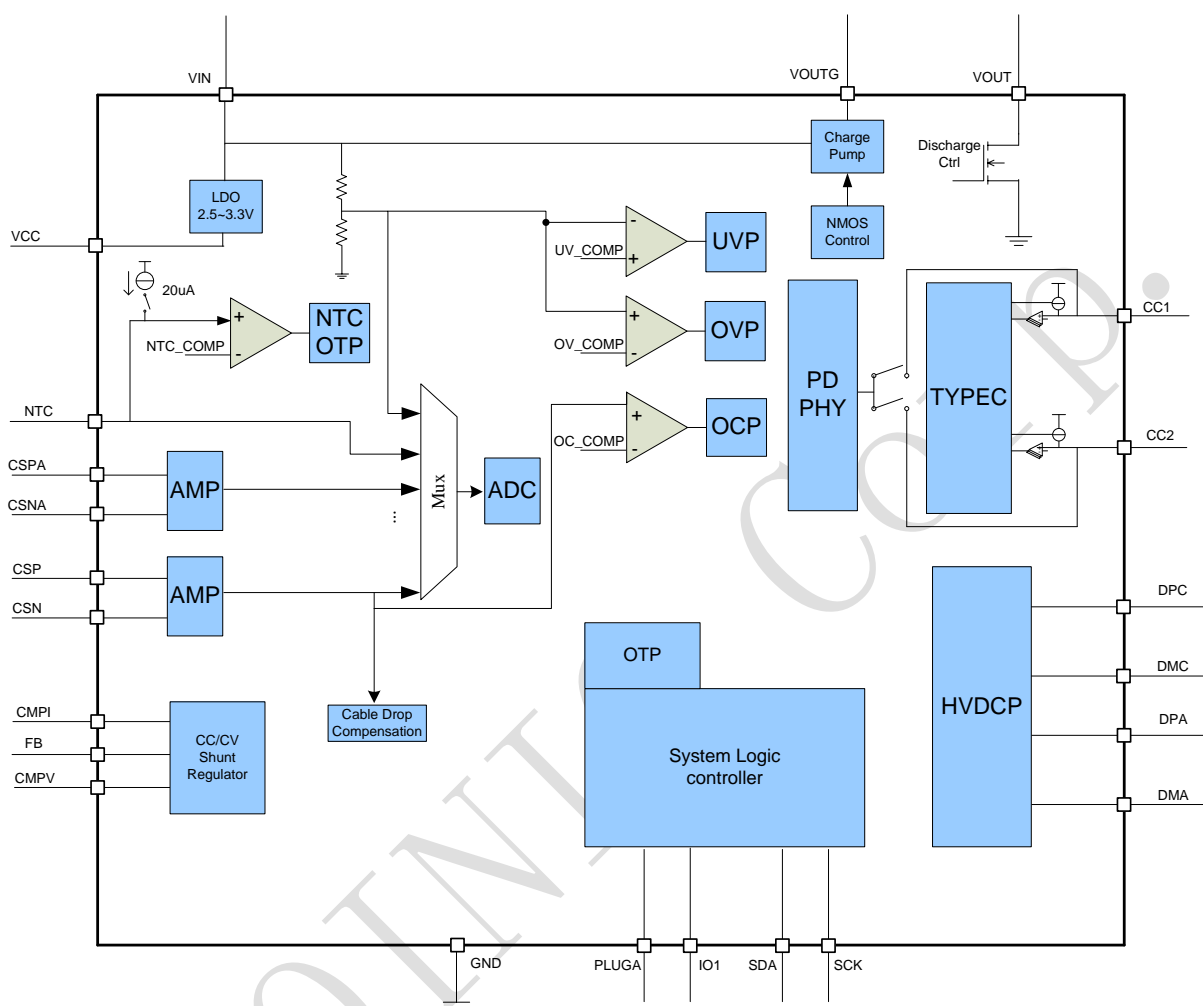 VIN
VOUTG
VOUT
Charge
Pump
Discharge
Ctrl
LDO
2.5~3.3V
NMOS
Control
VCC
UV_COMP
-
+
UVP
20uA
NTC_COMP
+
-
NTC
OTP
OV_COMP
+
-
OVP
PD
PHY
TYPEC
CC1
NTC
OC_COMP
+
-
OCP
CC2
CSPA
CSNA
AMP
...
Mux
ADC
CSP
CSN
AMP
DPC
DMC
DPA
DMA
HVDCP
OTP
System Logic
controller
Cable Drop
Compensation
CMPI
FB
CMPV
CC/CV
Shunt
Regulator
GND
PLUGA
IO1
SDA
SCK